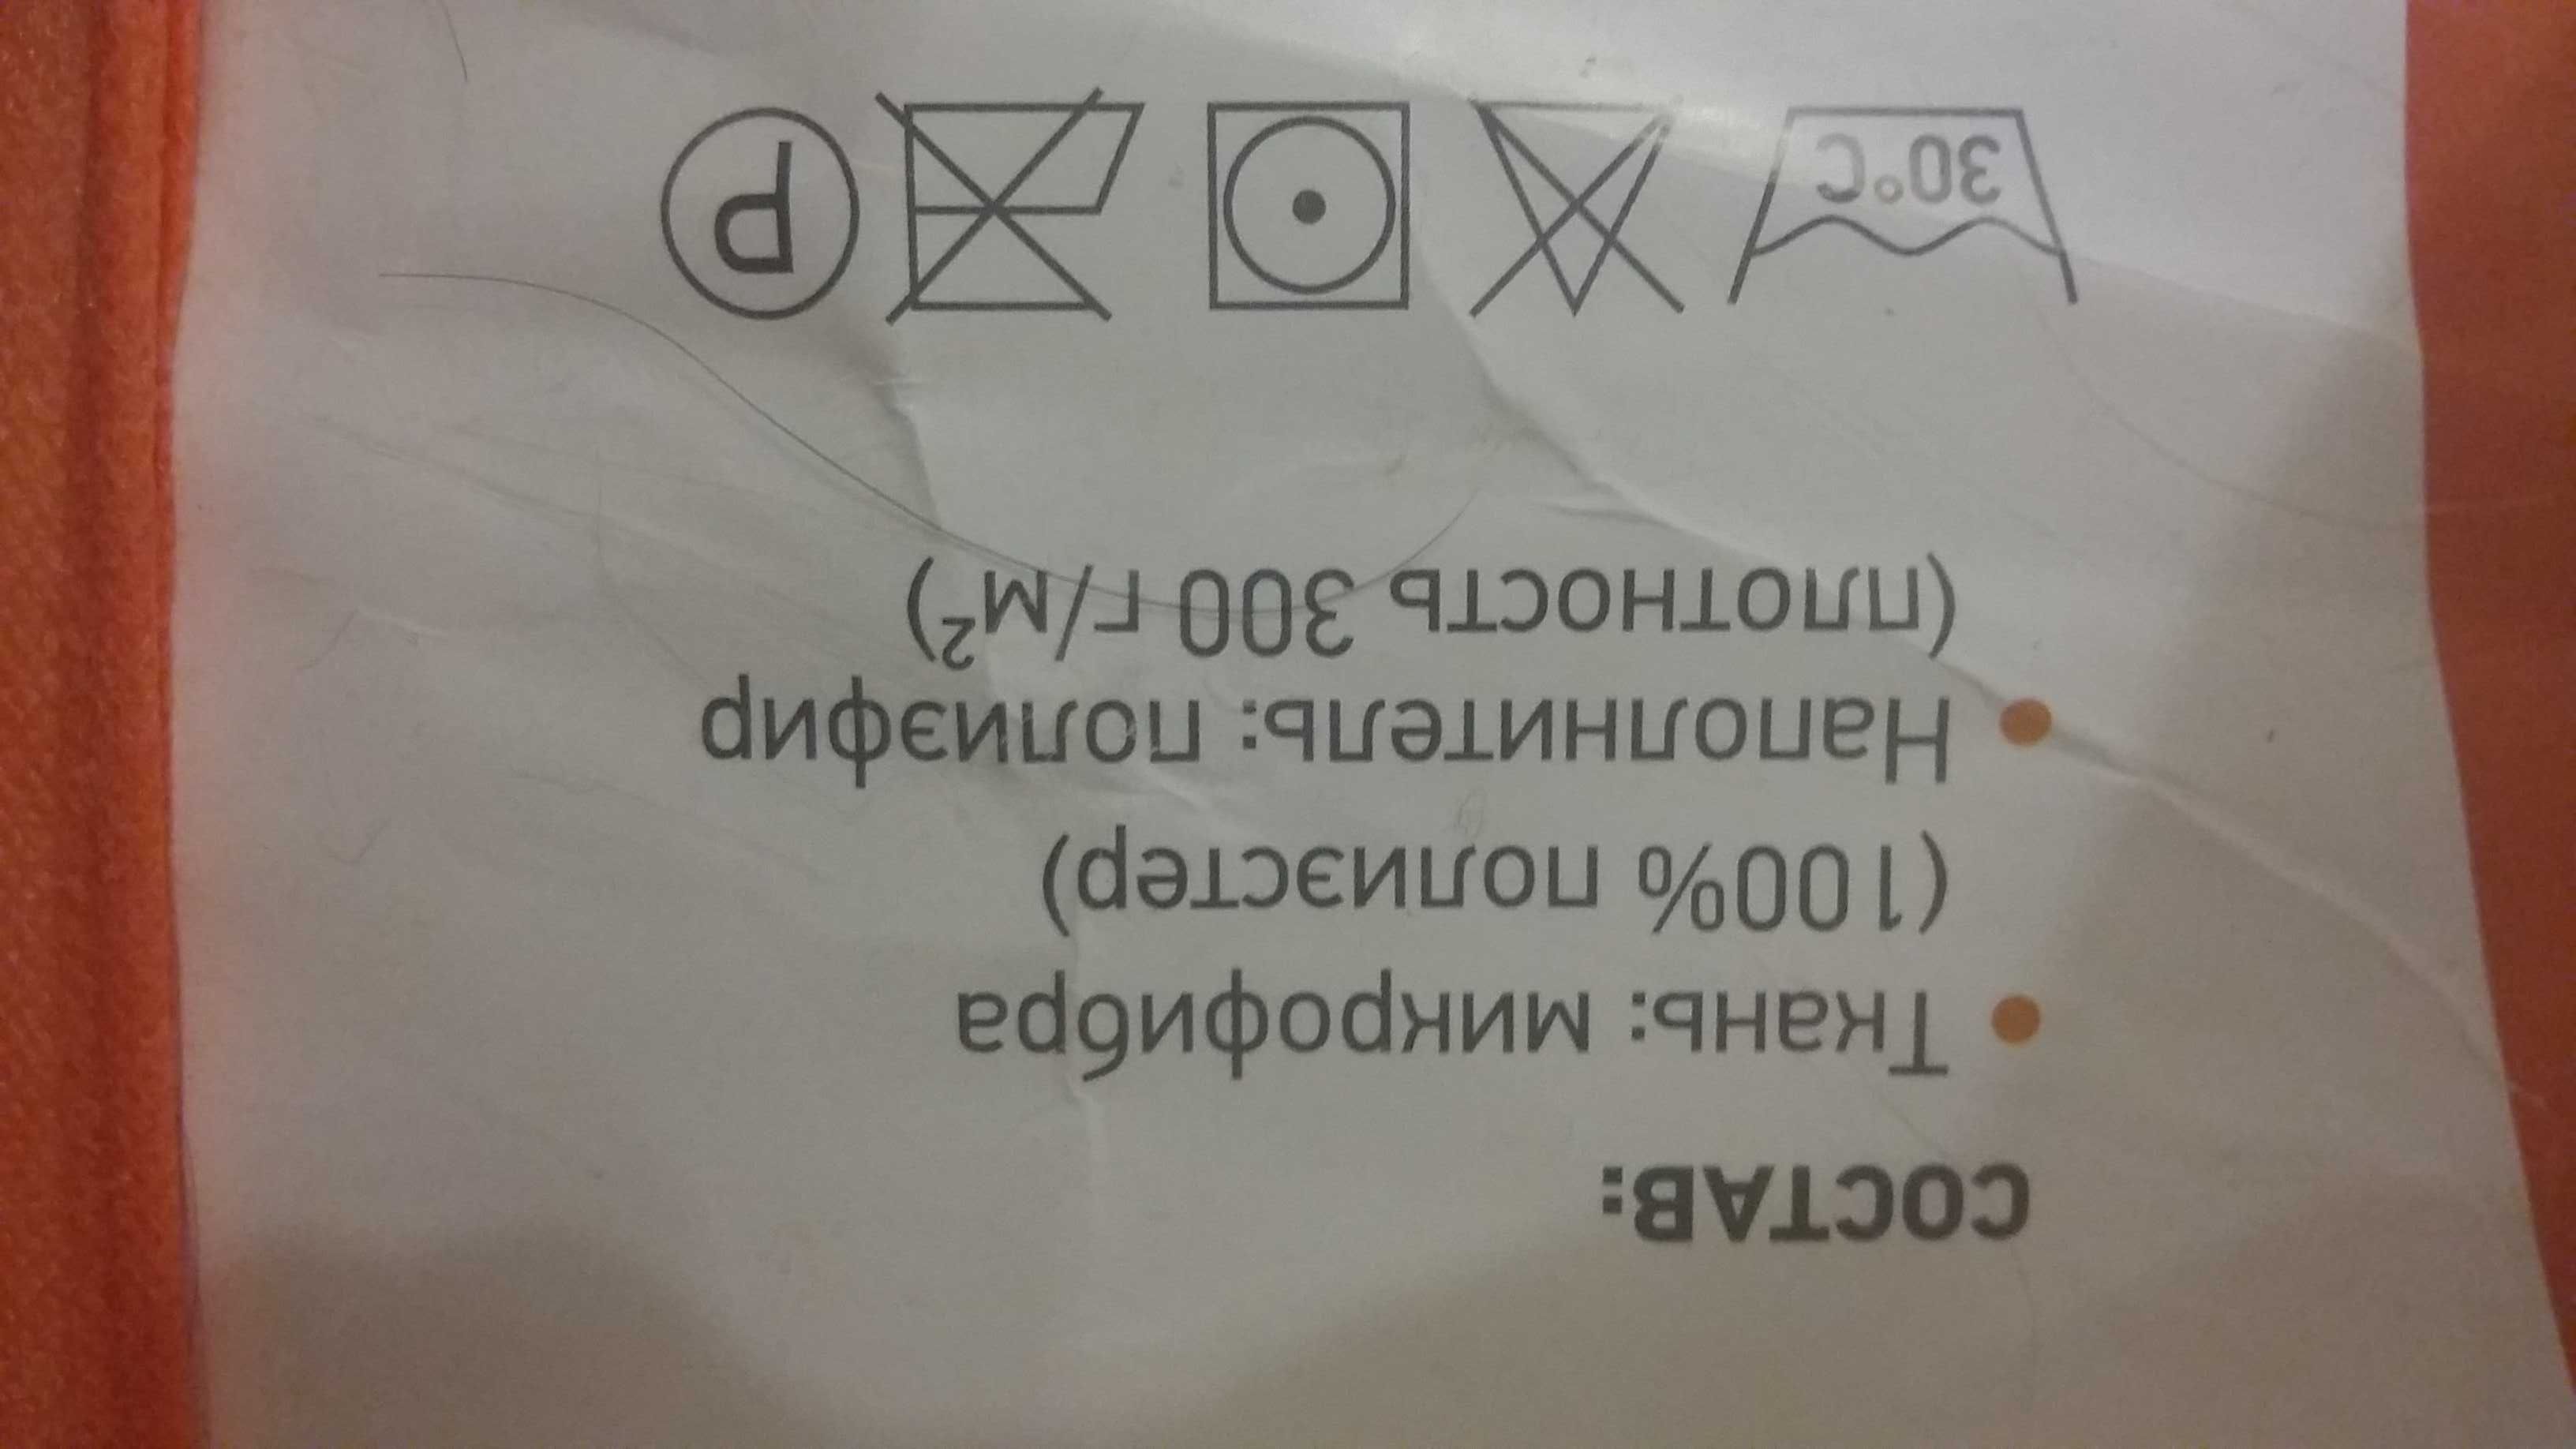 СОСТАВ:
• Ткань: микрофибра
(100% полиэстер)
• Наполнитель: полиэфир
(плотность 300 г/м²)
30°C
P